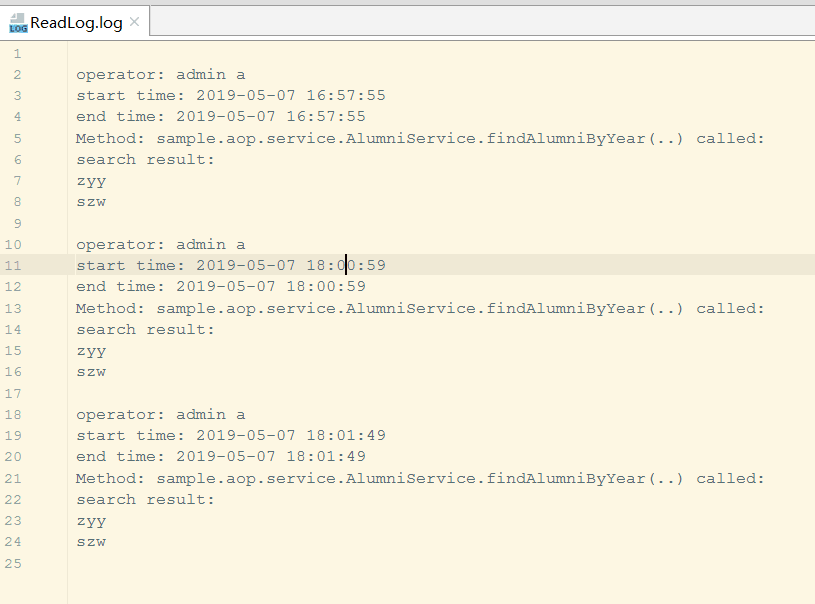 LOG ReadLog.log
1
2 operator: admin a
3 start time: 2019-05-07 16:57:55
4 end time: 2019-05-07 16:57:55
5 Method: sample.aop.service.AlumniService.findAlumniByYear(..) called:
6 search result:
7 zyy
8 szw
9
10 operator: admin a
11 start time: 2019-05-07 18:00:59
12 end time: 2019-05-07 18:00:59
13 Method: sample.aop.service.AlumniService.findAlumniByYear(..) called:
14 search result:
15 zyy
16 szw
17
18 operator: admin a
19 start time: 2019-05-07 18:01:49
20 end time: 2019-05-07 18:01:49
21 Method: sample.aop.service.AlumniService.findAlumniByYear(..) called:
22 search result:
23 zyy
24 szw
25